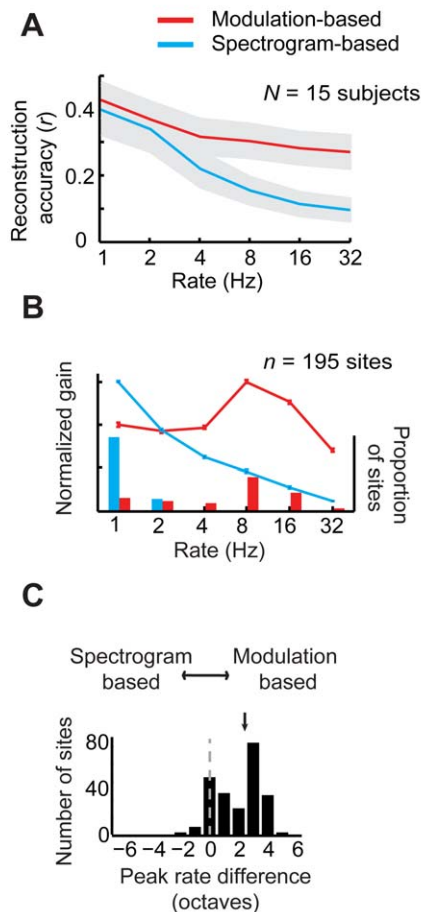 A
Modulation-based
Spectrogram-based
N = 15 subjects
Reconstruction
accuracy (r)
0.4
0.2
0
1 2 4 8 16 32
Rate (Hz)
B
n = 195 sites
Normalized gain
Proportion
of sites
1 2 4 8 16 32
Rate (Hz)
C
Spectrogram
based
Modulation
based
Number of sites
80
40
0
−6 −4 −2 0 2 4 6
Peak rate difference
(octaves)